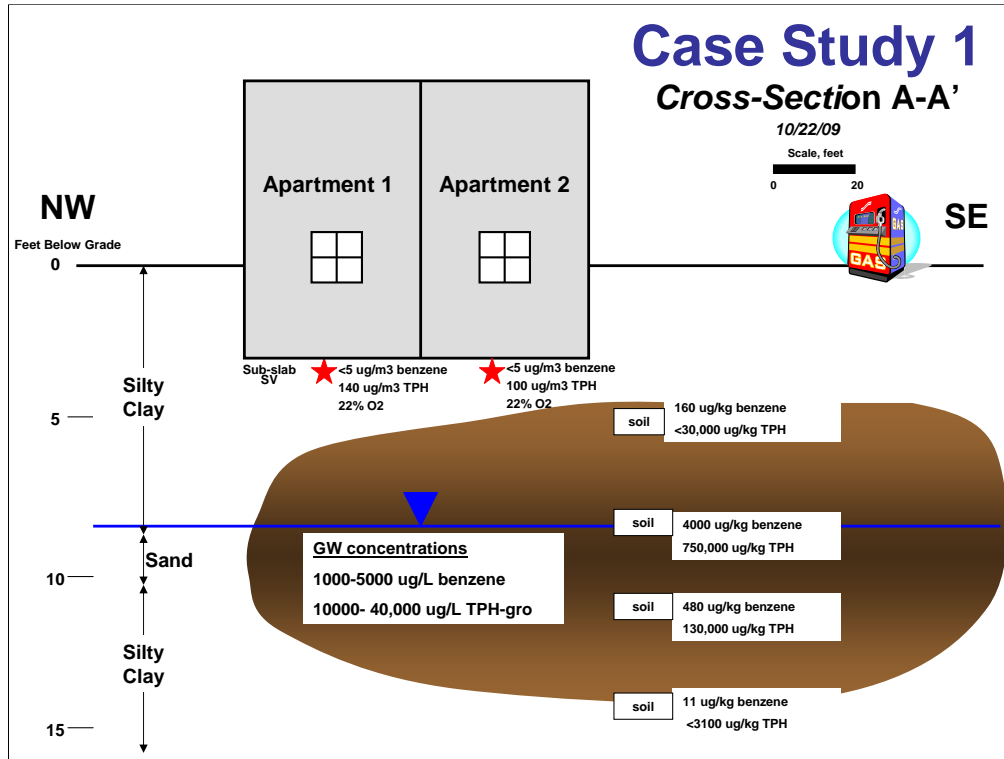 Case Study 1
Cross-Section A-A'
10/22/09
Scale, feet
0 20
NW
SE
Feet Below Grade
0
Apartment 1
Apartment 2
GAS
GAS
Sub-slab
SV
<5 ug/m3 benzene
140 ug/m3 TPH
22% O2
<5 ug/m3 benzene
100 ug/m3 TPH
22% O2
Silty
Clay
5
soil
160 ug/kg benzene
<30,000 ug/kg TPH
soil
4000 ug/kg benzene
750,000 ug/kg TPH
Sand
10
GW concentrations
1000-5000 ug/L benzene
10000- 40,000 ug/L TPH-gro
soil
480 ug/kg benzene
130,000 ug/kg TPH
Silty
Clay
soil
11 ug/kg benzene
<3100 ug/kg TPH
15